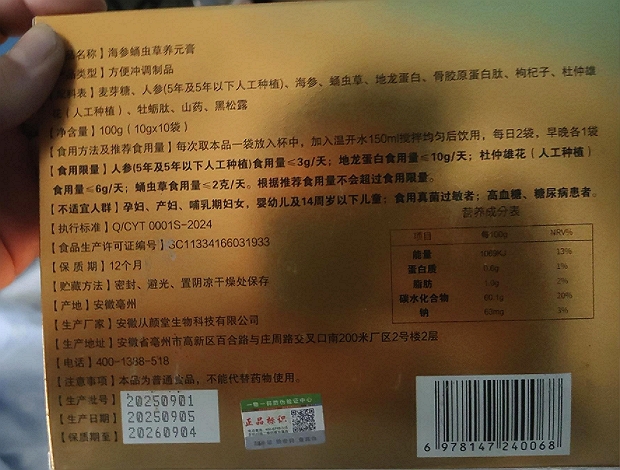 名称】海参蛹虫草养元膏
类型】方便冲调制品
料表】麦芽糖、人参(5年及5年以下人工种植)、海参、蛹虫草、地龙蛋白、骨胶原蛋白肽、枸杞子、杜仲雄
花（人工种植）、牡蛎肽、山药、黑松露
【净含量】100g（10gx10袋）
【食用方法及推荐食用量】每次取本品一袋放入杯中，加入温开水150ml搅拌均匀后饮用，每日2袋，早晚各1袋
【食用限量】人参(5年及5年以下人工种植)食用量≤3g/天；地龙蛋白食用量≤10g/天；杜仲雄花（人工种植）
食用量≤6g/天；蛹虫草食用量≤2克/天。根据推荐食用量不会超过食用限量。
【不适宜人群】孕妇、产妇、哺乳期妇女，婴幼儿及14周岁以下儿童；食用真菌过敏者；高血糖、糖尿病患者。
【执行标准】Q/CYT 0001S-2024
【食品生产许可证编号】SC11334166031933
【保 质 期】12个月
【贮藏方法】密封、避光、置阴凉干燥处保存
【产地】安徽亳州
【生产厂家】安徽从颜堂生物科技有限公司
【生产地址】安徽省亳州市高新区百合路与庄周路交叉口南200米厂区2号楼2层
【电话】400-1388-518
【注意事项】本品为普通食品，不能代替药物使用。
【生产批号】20250901
【生产日期】20250905
【保质期至】20260904
营养成分表
项目 每100g NRV%
能量 1069KJ 13%
蛋白质 0.6g 1%
脂肪 2%
碳水化合物 60.1g 20%
钠 63mg 3%
正品标识
6 978147 240068